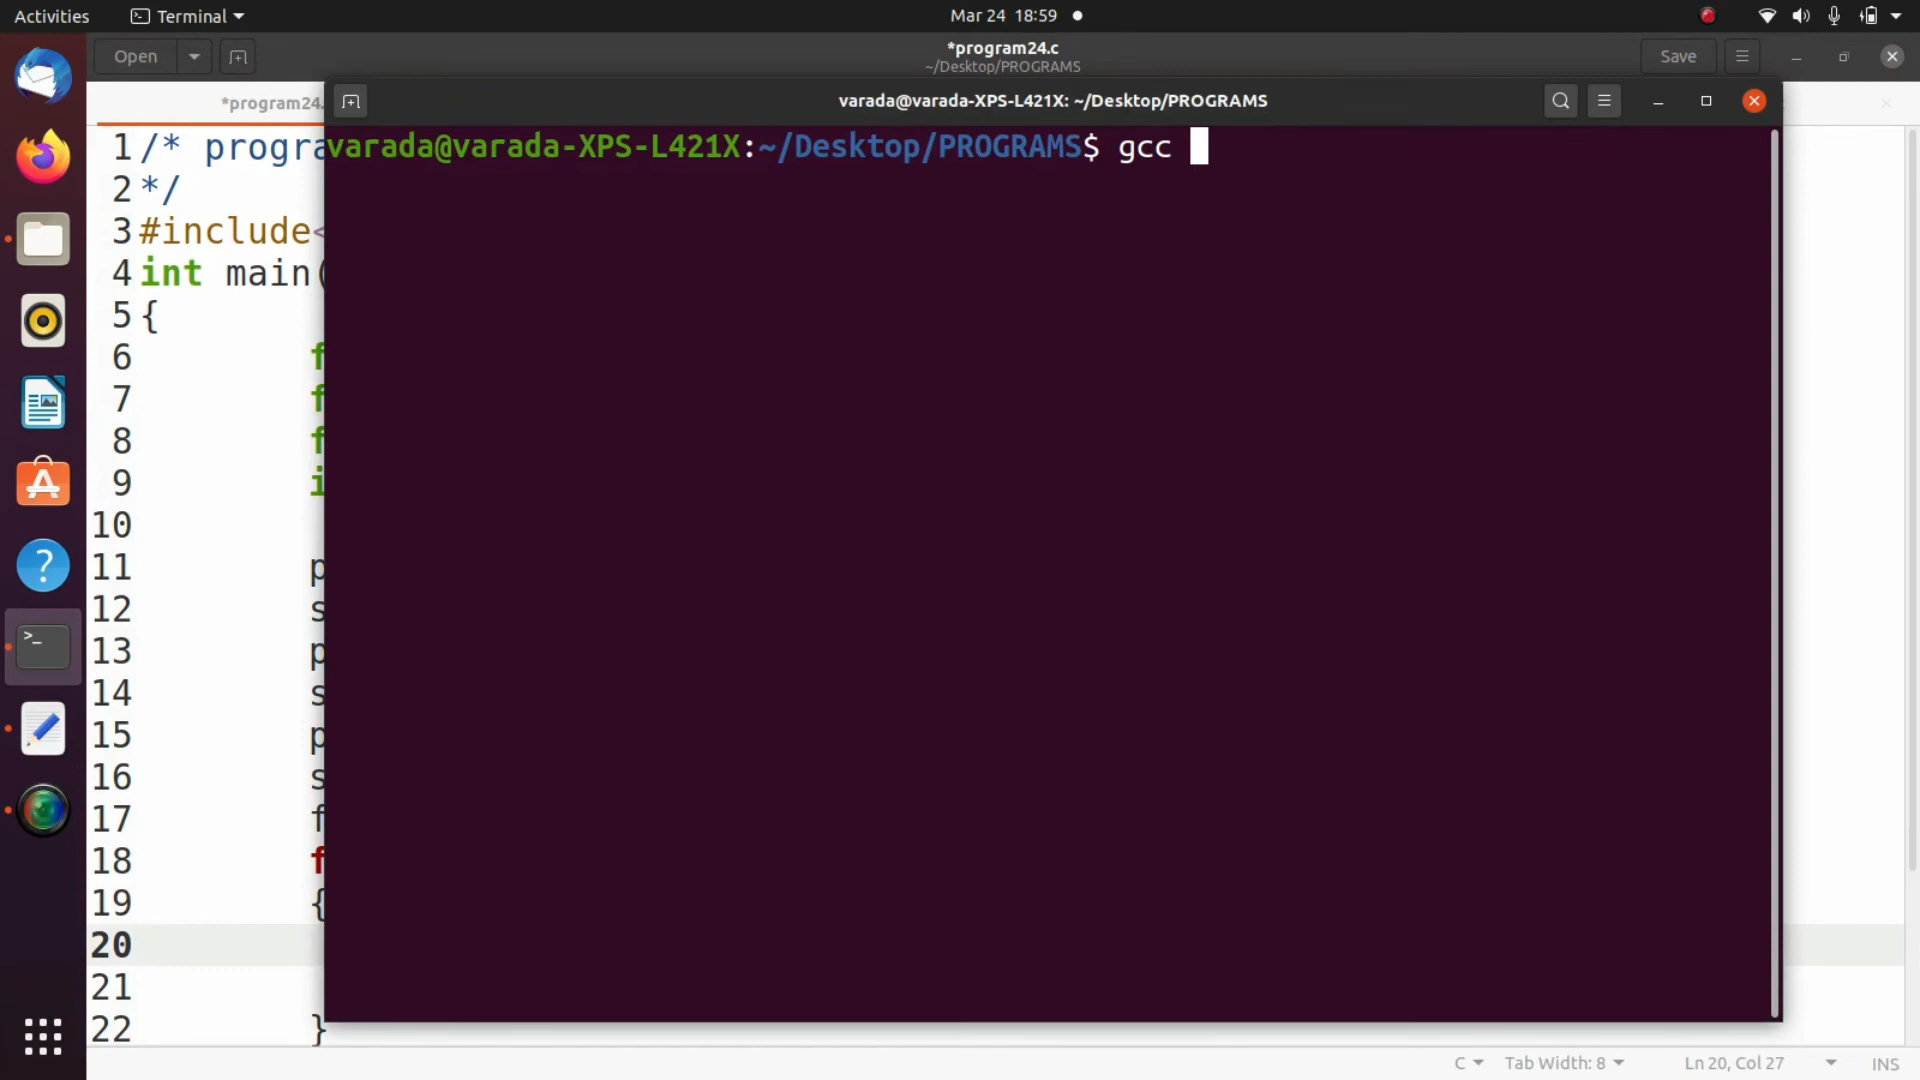 Activities
Terminal
Mar 24 18:59
Open
*program24.c
~/Desktop/PROGRAMS
Save
*program24.
varada@varada-XPS-L421X: ~/Desktop/PROGRAMS
varada@varada-XPS-L421X:~/Desktop/PROGRAMS$ gcc
1 /* progra
2 */
3 #include<
4 int main(
5 {
6 f
7 f
8 f
9 i
10
11 p
12 s
13 p
14 s
15 p
16 s
17 f
18 f
19 {
20
21
22 }
C
Tab Width: 8
Ln 20, Col 27
INS